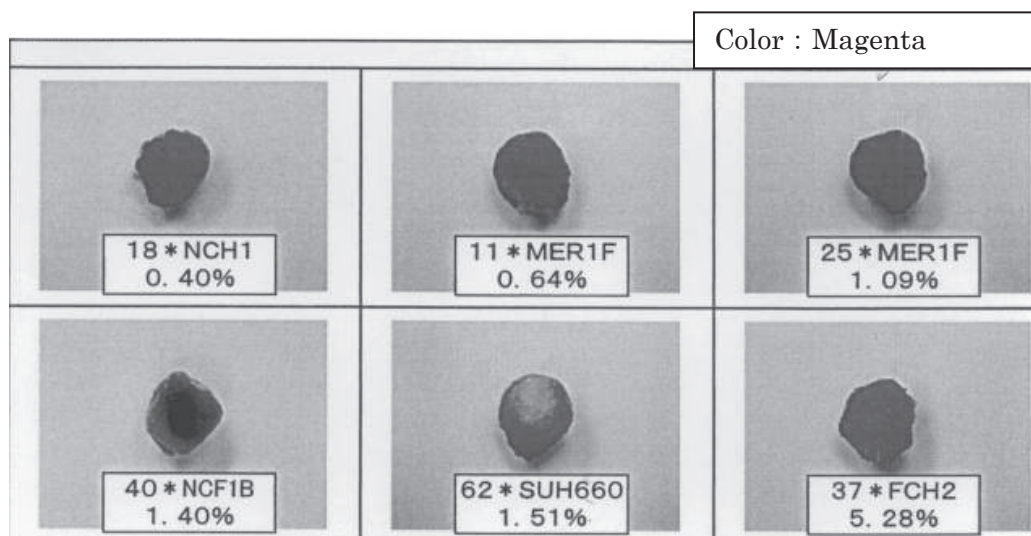 Color : Magenta
18*NCH1
0. 40%
11*MER1F
0. 64%
25*MER1F
1. 09%
40*NCF1B
1. 40%
62*SUH660
1. 51%
37*FCH2
5. 28%